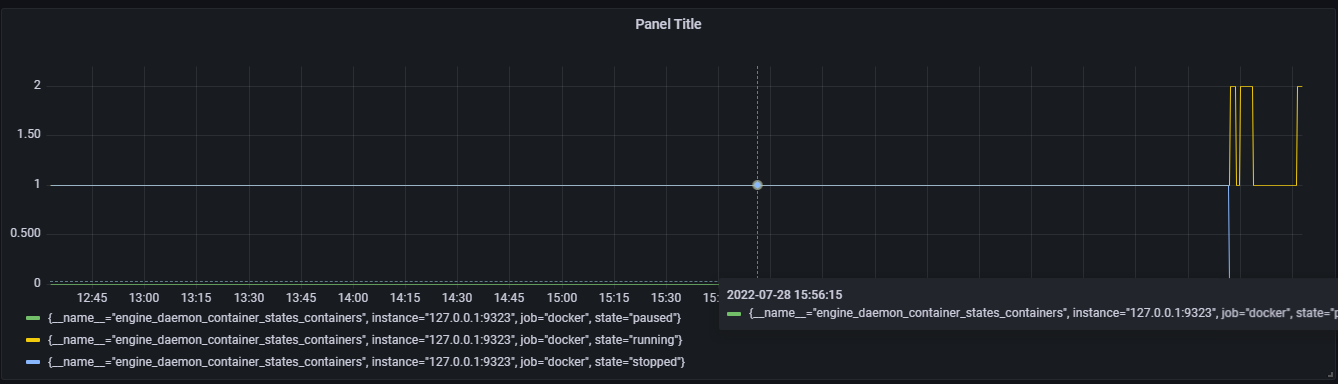 Panel Title
2
1.50
1
0.500
0
12:45 13:00 13:15 13:30 13:45 14:00 14:15 14:30 14:45 15:00 15:15 15:30
2022-07-28 15:56:15
{__name__="engine_daemon_container_states_containers", instance="127.0.0.1:9323", job="docker", state="p
{__name__="engine_daemon_container_states_containers", instance="127.0.0.1:9323", job="docker", state="paused"}
{__name__="engine_daemon_container_states_containers", instance="127.0.0.1:9323", job="docker", state="running"}
{__name__="engine_daemon_container_states_containers", instance="127.0.0.1:9323", job="docker", state="stopped"}